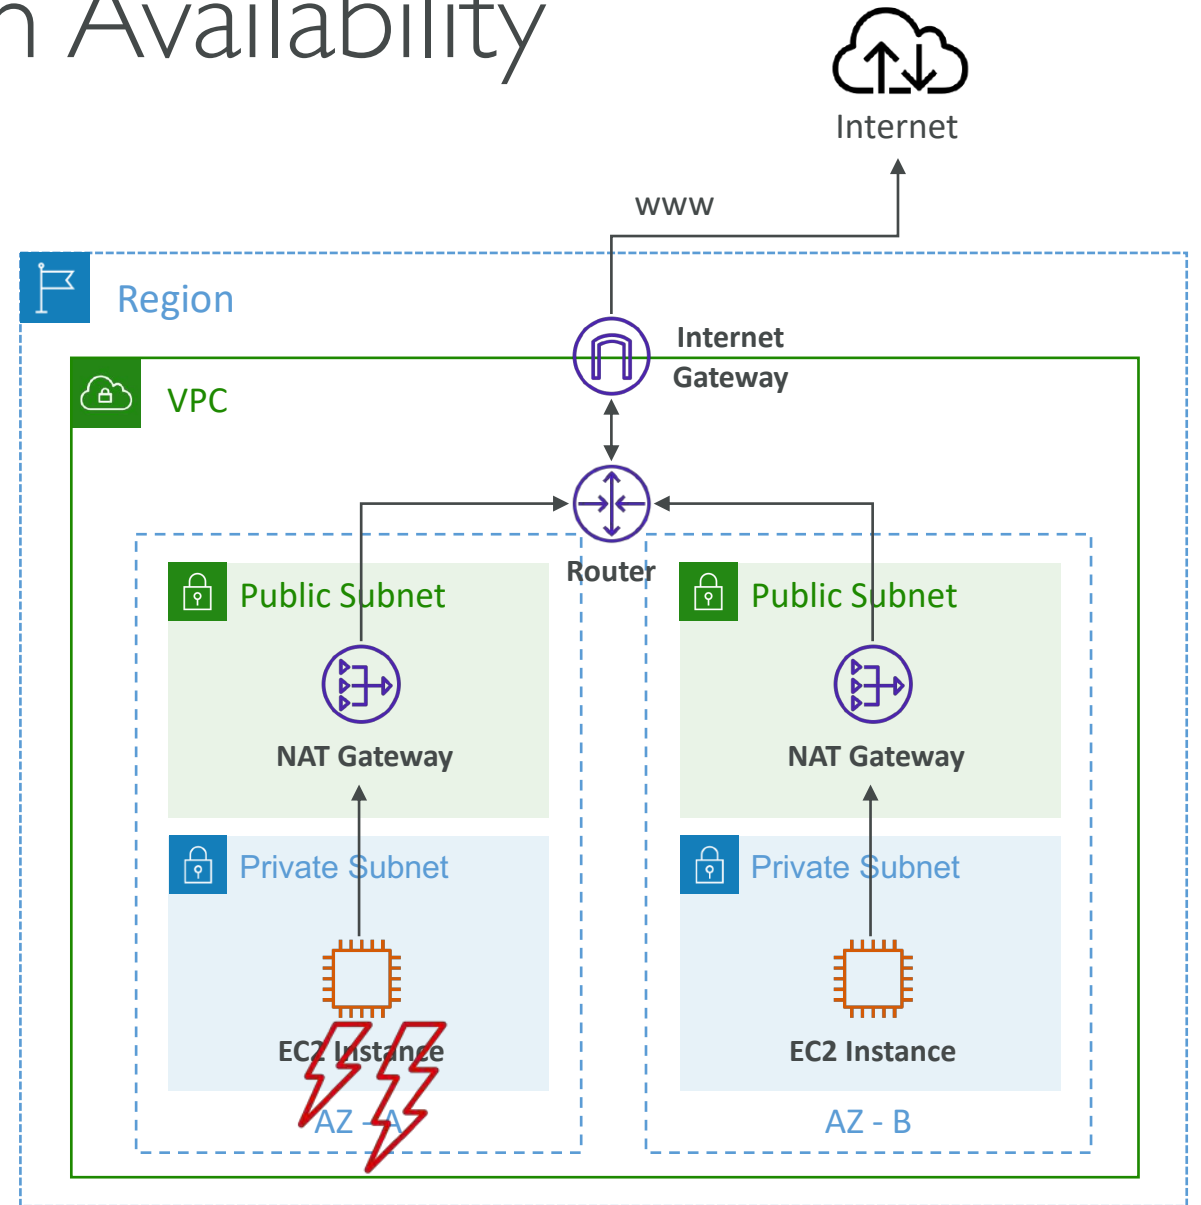 n Availability
Internet
www
Region
Internet
Gateway
VPC
Router
Public Subnet
Public Subnet
NAT Gateway
NAT Gateway
Private Subnet
Private Subnet
EC2 Instance
EC2 Instance
AZ - A
AZ - B